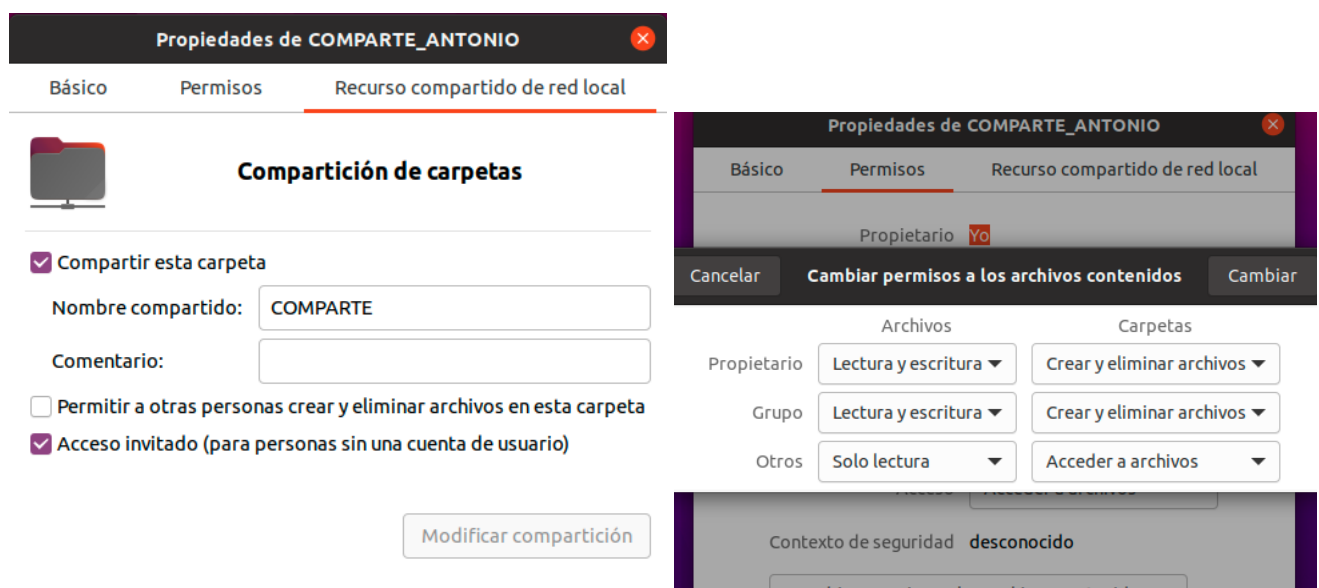 Propiedades de COMPARTE_ANTONIO
Básico Permisos Recurso compartido de red local
Compartición de carpetas
Compartir esta carpeta
Nombre compartido: COMPARTE
Comentario:
Permitir a otras personas crear y eliminar archivos en esta carpeta
Acceso invitado (para personas sin una cuenta de usuario)
Modificar compartición
Propiedades de COMPARTE_ANTONIO
Básico Permisos Recurso compartido de red local
Propietario Yo
Cancelar Cambiar permisos a los archivos contenidos Cambiar
Archivos Carpetas
Propietario Lectura y escritura Crear y eliminar archivos
Grupo Lectura y escritura Crear y eliminar archivos
Otros Solo lectura Acceder a archivos
Contexto de seguridad desconocido